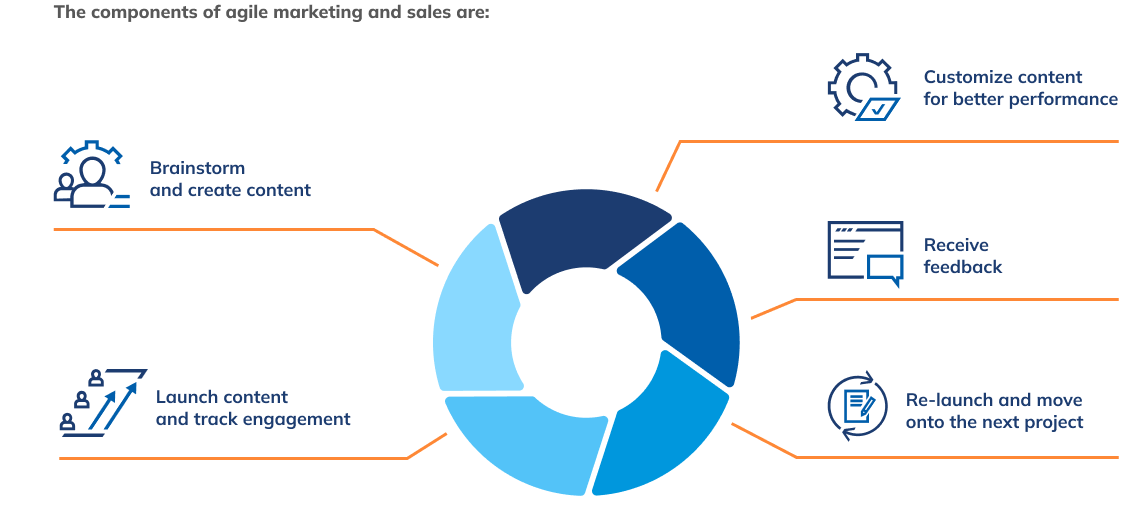 The components of agile marketing and sales are:
Customize content
for better performance
Brainstorm
and create content
Receive
feedback
Launch content
and track engagement
Re-launch and move
onto the next project